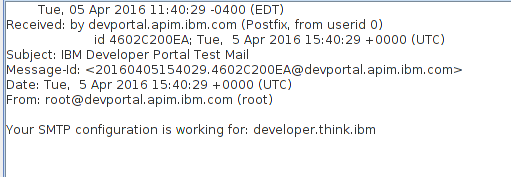 Tue, 05 Apr 2016 11:40:29 -0400 (EDT)
Received: by devportal.apim.ibm.com (Postfix, from userid 0)
id 4602C200EA; Tue,  5 Apr 2016 15:40:29 +0000 (UTC)
Subject: IBM Developer Portal Test Mail
Message-Id: <20160405154029.4602C200EA@devportal.apim.ibm.com>
Date: Tue,  5 Apr 2016 15:40:29 +0000 (UTC)
From: root@devportal.apim.ibm.com (root)
Your SMTP configuration is working for: developer.think.ibm